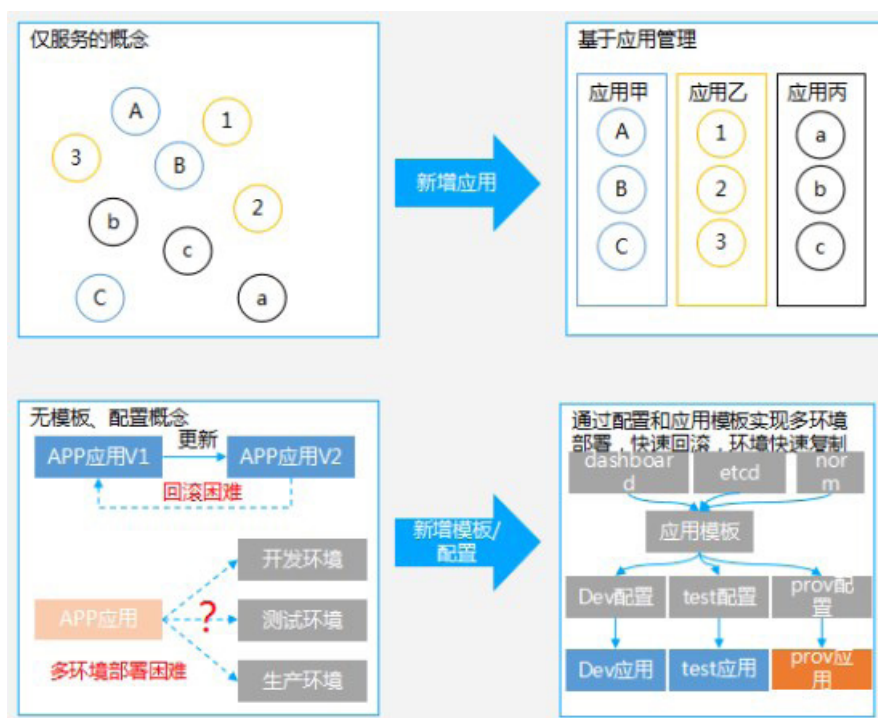 仅服务的概念
A
1
3
B
2
b
c
C
a
新增应用
基于应用管理
应用甲
应用乙
应用丙
A
1
a
B
2
b
C
3
c
无模板、配置概念
APP应用V1
更新
APP应用V2
回滚困难
开发环境
APP应用
?
测试环境
多环境部署困难
生产环境
新增模板/
配置
通过配置和应用模板实现多环境
部署，快速回滚，环境快速复制
dashboar
d
etcd
nor
m
应用模板
Dev配置
test配置
prov配
置
Dev应用
test应用
prov应
用